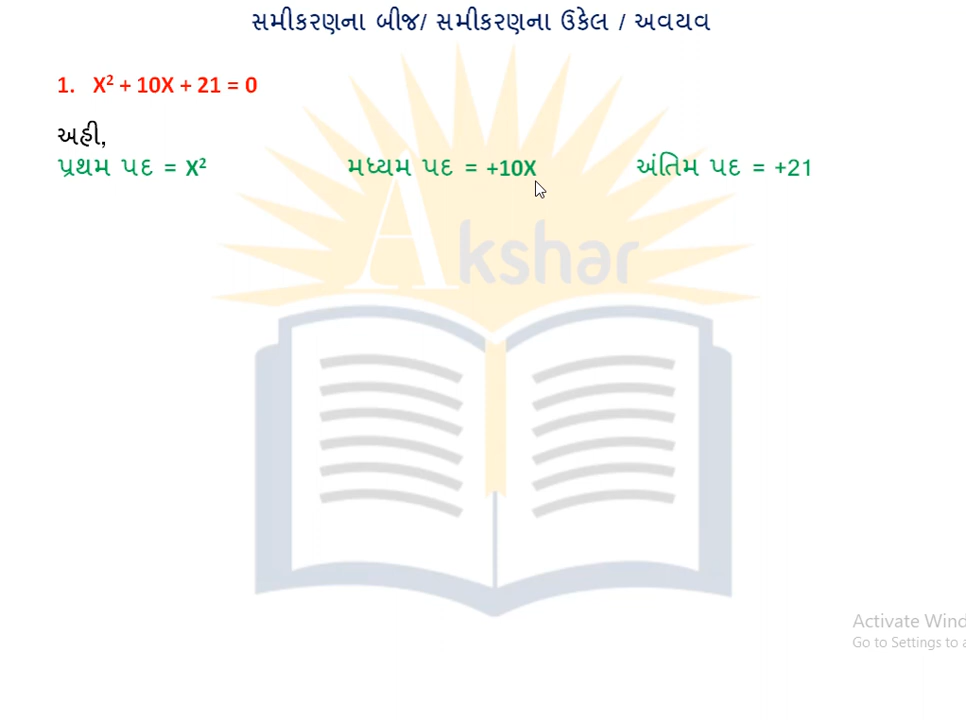 સમીકરણના બીજ/ સમીકરણના ઉકેલ / અવયવ
1. X² + 10X + 21 = 0
અહી,
પ્રથમ પદ = X² મધ્યમ પદ = +10X અંતિમ પદ = +21
Akshar
Activate Wind
Go to Settings to a